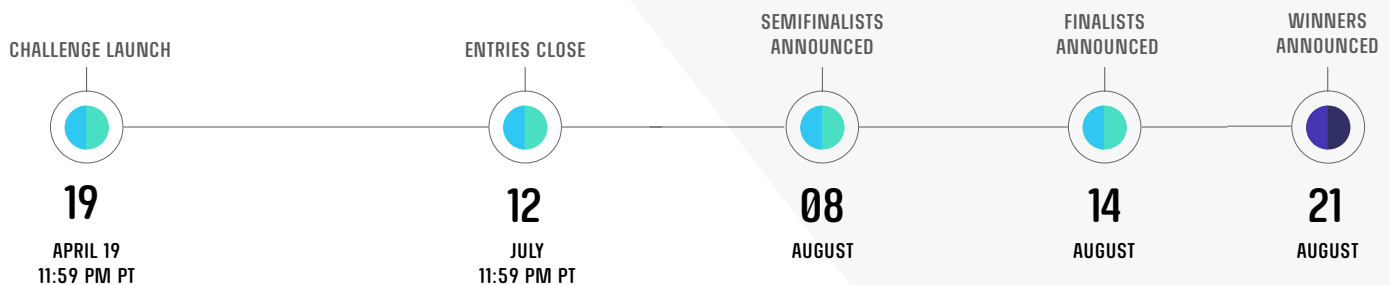 CHALLENGE LAUNCH
19
APRIL 19
11:59 PM PT
ENTRIES CLOSE
12
JULY
11:59 PM PT
SEMIFINALISTS
ANNOUNCED
08
AUGUST
FINALISTS
ANNOUNCED
14
AUGUST
WINNERS
ANNOUNCED
21
AUGUST